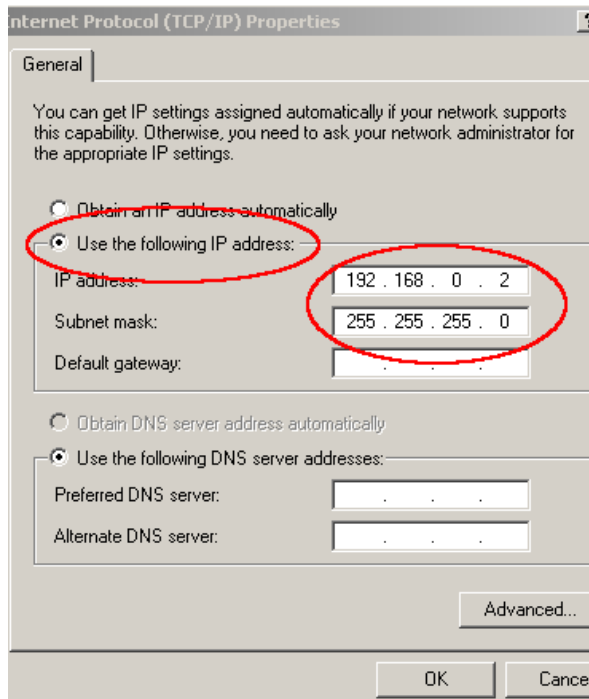 Internet Protocol (TCP/IP) Properties
General
You can get IP settings assigned automatically if your network supports
this capability. Otherwise, you need to ask your network administrator for
the appropriate IP settings.
Obtain an IP address automatically
Use the following IP address:
IP address: 192 . 168 . 0 . 2
Subnet mask: 255 . 255 . 255 . 0
Default gateway: . . .
Obtain DNS server address automatically
Use the following DNS server addresses:
Preferred DNS server: . . .
Alternate DNS server: . . .
Advanced...
OK Cance